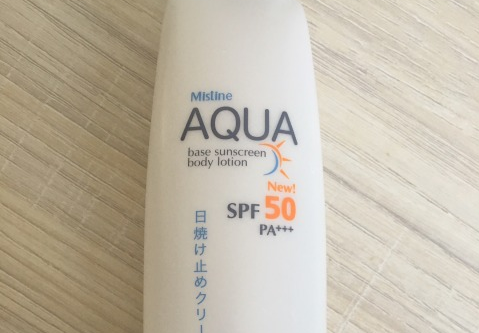 Mistine
AQUA
base sunscreen
body lotion
New!
SPF 50
PA+++
日焼け止めクリー